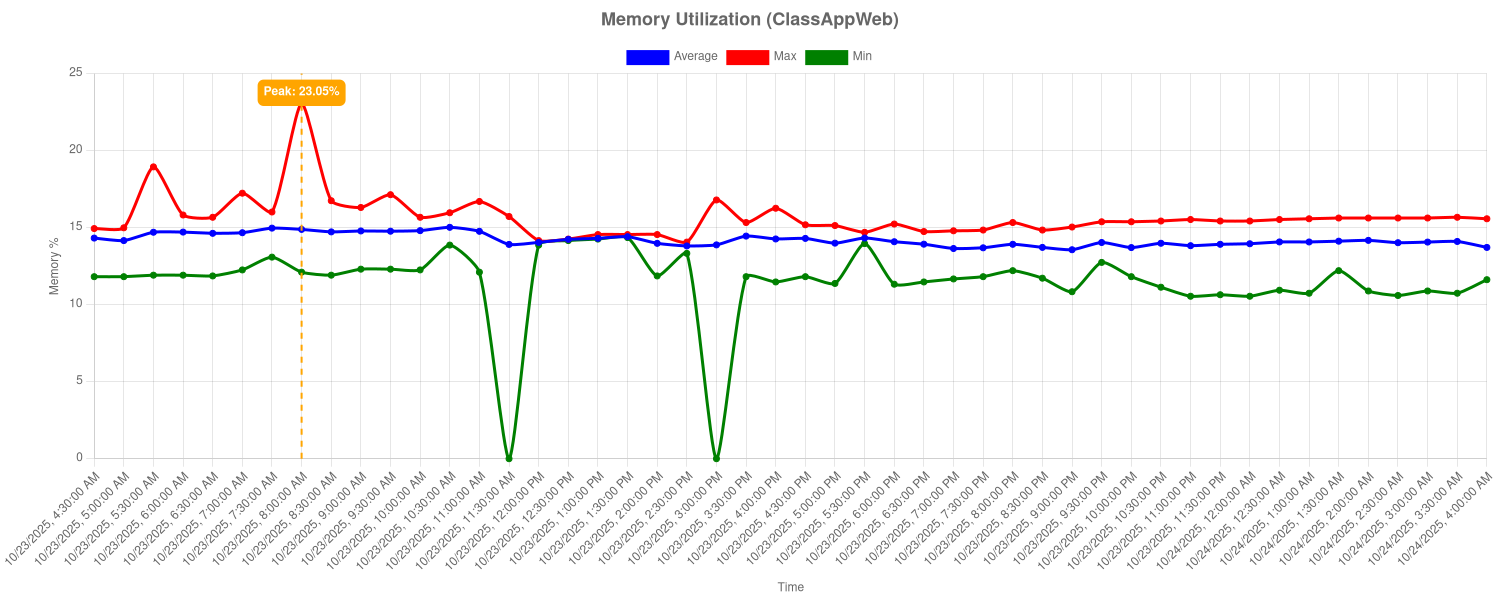 Memory Utilization (ClassAppWeb)
Average Max Min
Peak: 23.05%
25
20
15
10
5
0
Memory %
10/23/2025, 4:30:00 AM
10/23/2025, 5:00:00 AM
10/23/2025, 5:30:00 AM
10/23/2025, 6:00:00 AM
10/23/2025, 6:30:00 AM
10/23/2025, 7:00:00 AM
10/23/2025, 7:30:00 AM
10/23/2025, 8:00:00 AM
10/23/2025, 8:30:00 AM
10/23/2025, 9:00:00 AM
10/23/2025, 9:30:00 AM
10/23/2025, 10:00:00 AM
10/23/2025, 10:30:00 AM
10/23/2025, 11:00:00 AM
10/23/2025, 11:30:00 AM
10/23/2025, 12:00:00 PM
10/23/2025, 12:30:00 PM
10/23/2025, 1:00:00 PM
10/23/2025, 1:30:00 PM
10/23/2025, 2:00:00 PM
10/23/2025, 2:30:00 PM
10/23/2025, 3:00:00 PM
10/23/2025, 3:30:00 PM
10/23/2025, 4:00:00 PM
10/23/2025, 4:30:00 PM
10/23/2025, 5:00:00 PM
10/23/2025, 5:30:00 PM
10/23/2025, 6:00:00 PM
10/23/2025, 6:30:00 PM
10/23/2025, 7:00:00 PM
10/23/2025, 7:30:00 PM
10/23/2025, 8:00:00 PM
10/23/2025, 8:30:00 PM
10/23/2025, 9:00:00 PM
10/23/2025, 9:30:00 PM
10/23/2025, 10:00:00 PM
10/23/2025, 10:30:00 PM
10/23/2025, 11:00:00 PM
10/23/2025, 11:30:00 PM
10/24/2025, 12:00:00 AM
10/24/2025, 12:30:00 AM
10/24/2025, 1:00:00 AM
10/24/2025, 1:30:00 AM
10/24/2025, 2:00:00 AM
10/24/2025, 2:30:00 AM
10/24/2025, 3:00:00 AM
10/24/2025, 3:30:00 AM
10/24/2025, 4:00:00 AM
Time